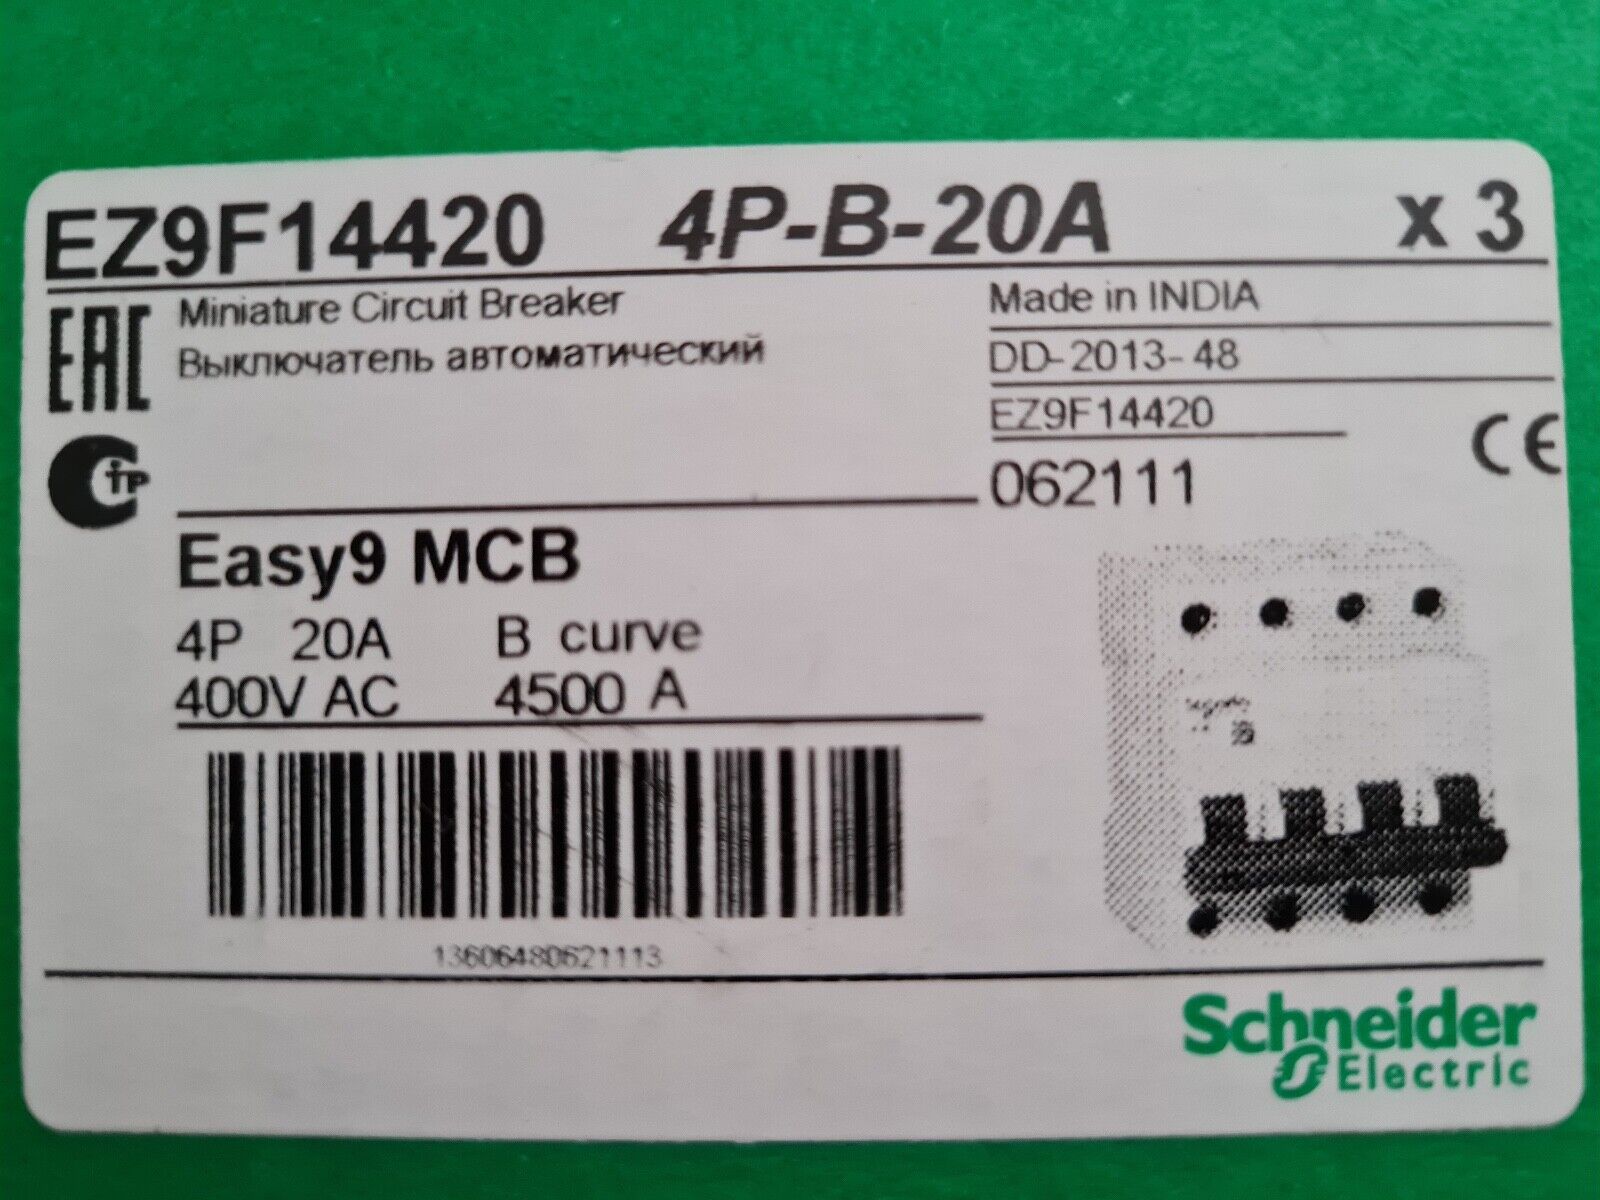 EZ9F14420 4P-B-20A x 3
EAC
Miniature Circuit Breaker
Выключатель автоматический
Made in INDIA
DD-2013-48
EZ9F14420
CE
062111
Easy9 MCB
4P 20A B curve
400V AC 4500 A
13606480621113
Schneider
Electric